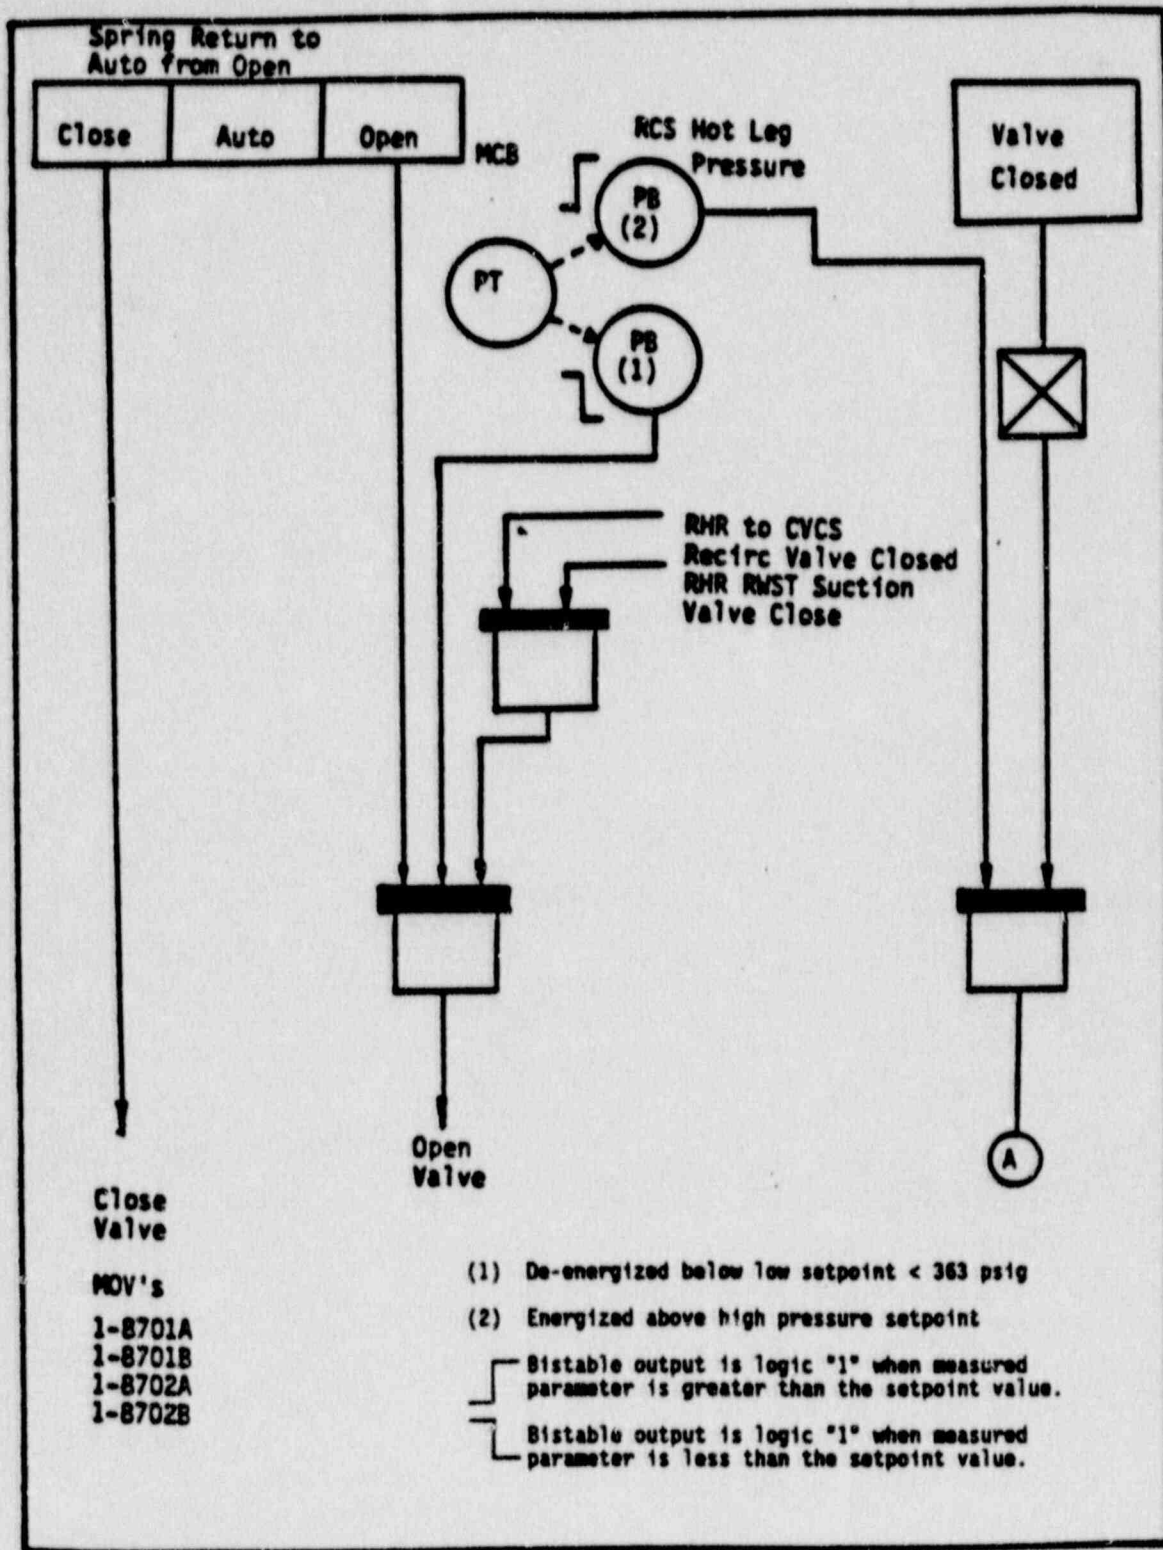 Spring Return to
Auto from Open
Close
Auto
Open
MCB
RCS Hot Leg
Pressure
PB
(2)
PT
PB
(1)
Valve
Closed
RHR to CVCS
Recirc Valve Closed
RHR RWST Suction
Valve Close
Open
Valve
A
Close
Valve
MOV's
1-8701A
1-8701B
1-8702A
1-8702B
(1) De-energized below low setpoint < 363 psig
(2) Energized above high pressure setpoint
Bistable output is logic "1" when measured
parameter is greater than the setpoint value.
Bistable output is logic "1" when measured
parameter is less than the setpoint value.